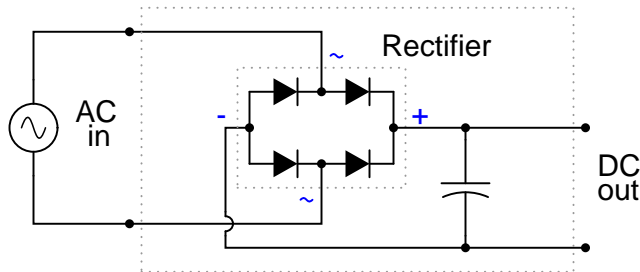 Rectifier
~
AC
in
-
+
DC
out
~